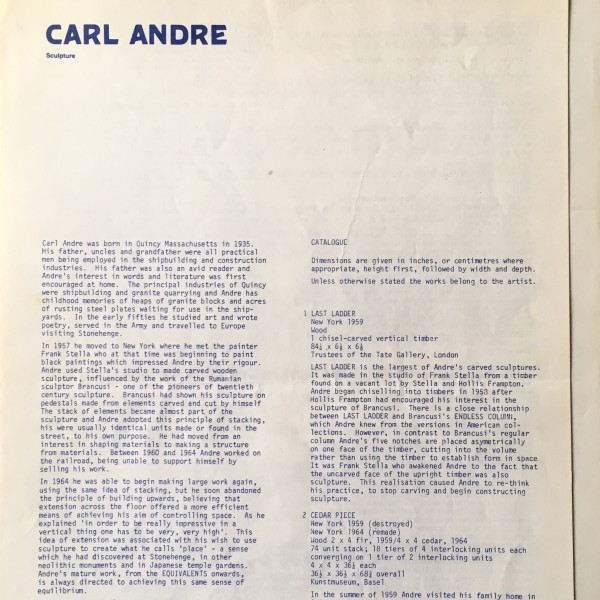 CARL ANDRE
Sculpture
Carl Andre was born in Quincy Massachusetts in 1935.
His father, uncles and grandfather were all practical
men being employed in the shipbuilding and construction
industries. His father was also an avid reader and
Andre's interest in words and literature was first
encouraged at home. The principal industries of Quincy
were shipbuilding and granite quarrying and Andre has
childhood memories of heaps of granite blocks and acres
of rusting steel plates waiting for use in the ship-
yards. In the early fifties he studied art and wrote
poetry, served in the Army and travelled to Europe
visiting Stonehenge.
In 1957 he moved to New York where he met the painter
Frank Stella who at that time was beginning to paint
black paintings which impressed Andre by their rigour.
Andre used Stella's studio to made carved wooden
sculpture, influenced by the work of the Rumanian
sculptor Brancusi - one of the pioneers of twentieth
century sculpture. Brancusi had shown his sculpture on
pedestals made from elements carved and cut by himself
The stack of elements became almost part of the
sculpture and Andre adopted this principle of stacking,
his were usually identical units made or found in the
street, to his own purpose. He had moved from an
interest in shaping materials to making a structure
from materials. Between 1960 and 1964 Andre worked on
the railroad, being unable to support himself by
selling his work.
In 1964 he was able to begin making large work again,
using the same idea of stacking, but he soon abandoned
the principle of building upwards, believing that
extension across the floor offered a more efficient
means of achieving his aim of controlling space. As he
explained 'in order to be really impressive in a
vertical thing one has to be very, very high'. This
idea of extension was associated with his wish to use
sculpture to create what he calls 'place' - a sense
which he had discovered at Stonehenge, in other
neolithic monuments and in Japanese temple gardens.
Andre's mature work, from the EQUIVALENTS onwards,
is always directed to achieving this same sense of
equilibrium.
CATALOGUE
Dimensions are given in inches, or centimetres where
appropriate, height first, followed by width and depth.
Unless otherwise stated the works belong to the artist.
1 LAST LADDER
New York 1959
Wood
1 chisel-carved vertical timber
84¼ x 6⅛ x 6⅛
Trustees of the Tate Gallery, London
LAST LADDER is the largest of Andre's carved sculptures.
It was made in the studio of Frank Stella from a timber
found on a vacant lot by Stella and Hollis Frampton.
Andre began chiselling into timbers in 1958 after
Hollis Frampton had encouraged his interest in the
sculpture of Brancusi. There is a close relationship
between LAST LADDER and Brancusi's ENDLESS COLUMN,
which Andre knew from the versions in American col-
lections. However, in contrast to Brancusi's regular
column Andre's five notches are placed asymmetrically
on one face of the timber, cutting into the volume
rather than using the timber to establish form in space.
It was Frank Stella who awakened Andre to the fact that
the uncarved face of the upright timber was also
sculpture. This realisation caused Andre to re-think
his practice, to stop carving and begin constructing
sculpture.
2 CEDAR PIECE
New York 1959 (destroyed)
New York 1964 (remade)
Wood 2 x 4 fir, 1959/4 x 4 cedar, 1964
74 unit stack; 18 tiers of 4 interlocking units each
converging on 1 tier of 2 interlocking units
4 x 4 x 36¼ each
36¼ x 36¼ x 68½ overall
Kunstmuseum, Basel
In the summer of 1959 Andre visited his family home in